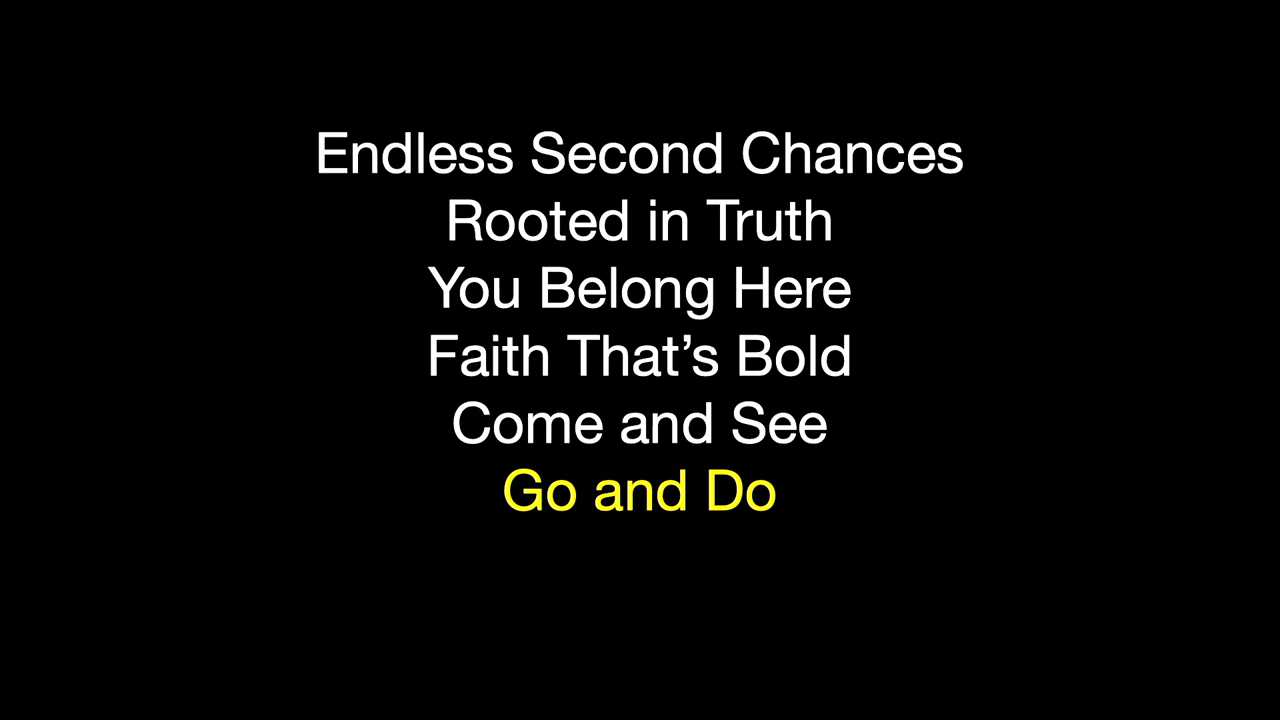 Endless Second Chances
Rooted in Truth
You Belong Here
Faith That’s Bold
Come and See
Go and Do